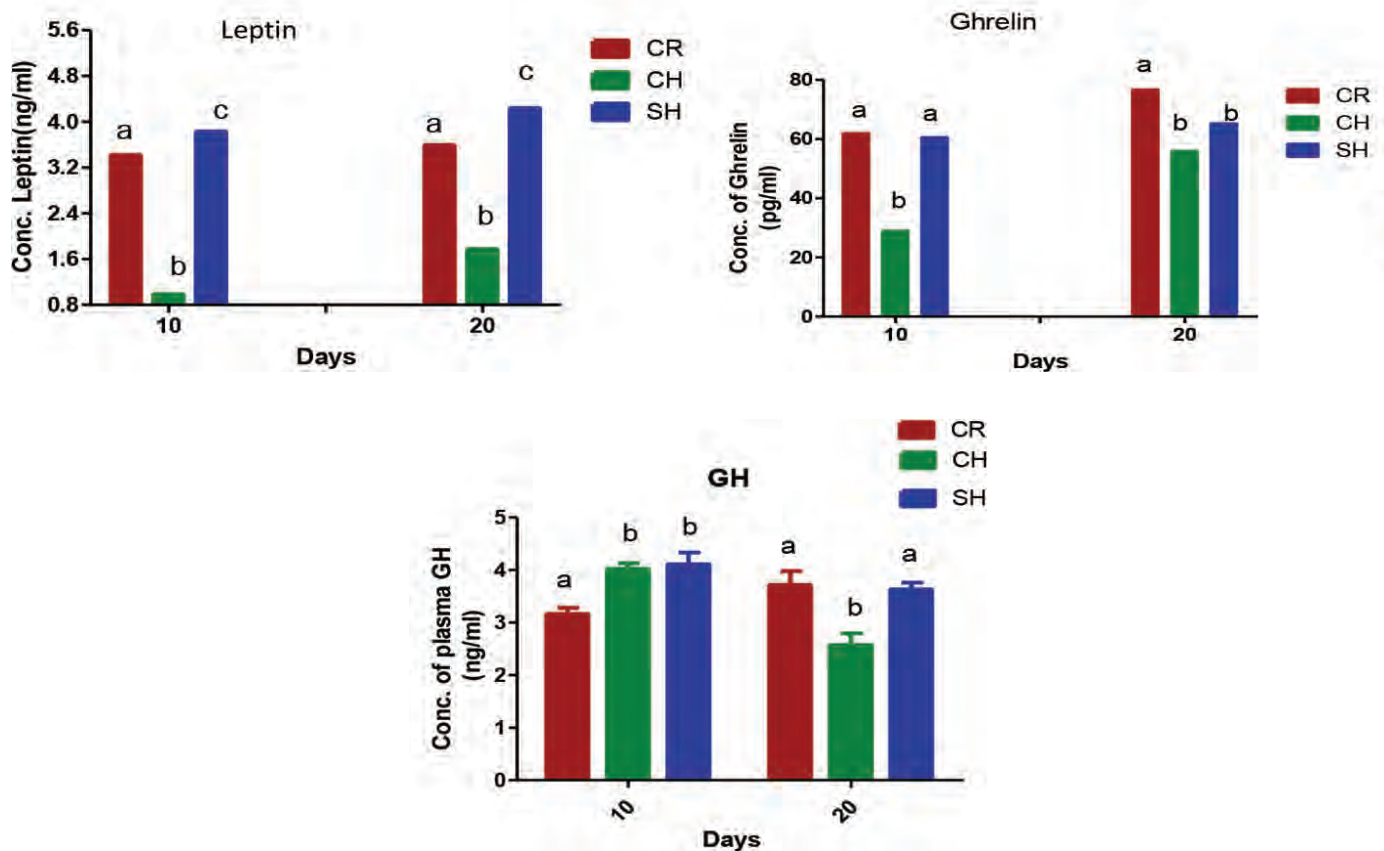 Leptin
CR
CH
SH
Conc. Leptin(ng/ml)
5.6
4.8
4.0
3.2
2.4
1.6
0.8
a
b
c
a
b
c
10
20
Days
Ghrelin
CR
CH
SH
Conc. of Ghrelin
(pg/ml)
80
60
40
20
0
a
b
a
a
b
b
10
20
Days
CR
CH
SH
GH
Conc. of plasma GH
(ng/ml)
5
4
3
2
1
0
a
b
b
a
b
a
10
20
Days